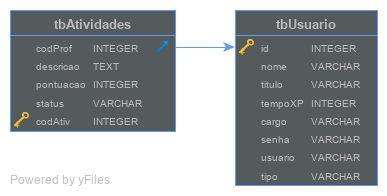 tbAtividades
codProf INTEGER
descricao TEXT
pontuacao INTEGER
status VARCHAR
codAtiv INTEGER
tbUsuario
id INTEGER
nome VARCHAR
titulo VARCHAR
tempoXP INTEGER
cargo VARCHAR
senha VARCHAR
usuario VARCHAR
tipo VARCHAR
Powered by yFiles